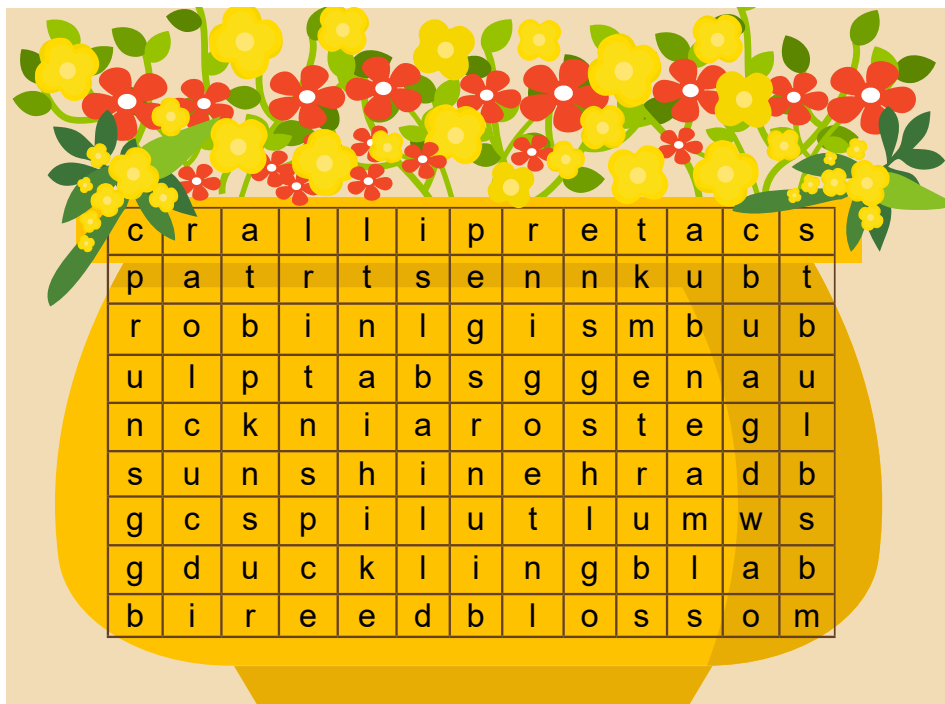 c r a l l i p r e t a c s
p a t r t s e n n k u b t
r o b i n l g i s m b u b
u l p t a b s g g e n a u
n c k n i a r o s t e g l
s u n s h i n e h r a d b
g c s p i l u t l u m w s
g d u c k l i n g b l a b
b i r e e d b l o s s o m